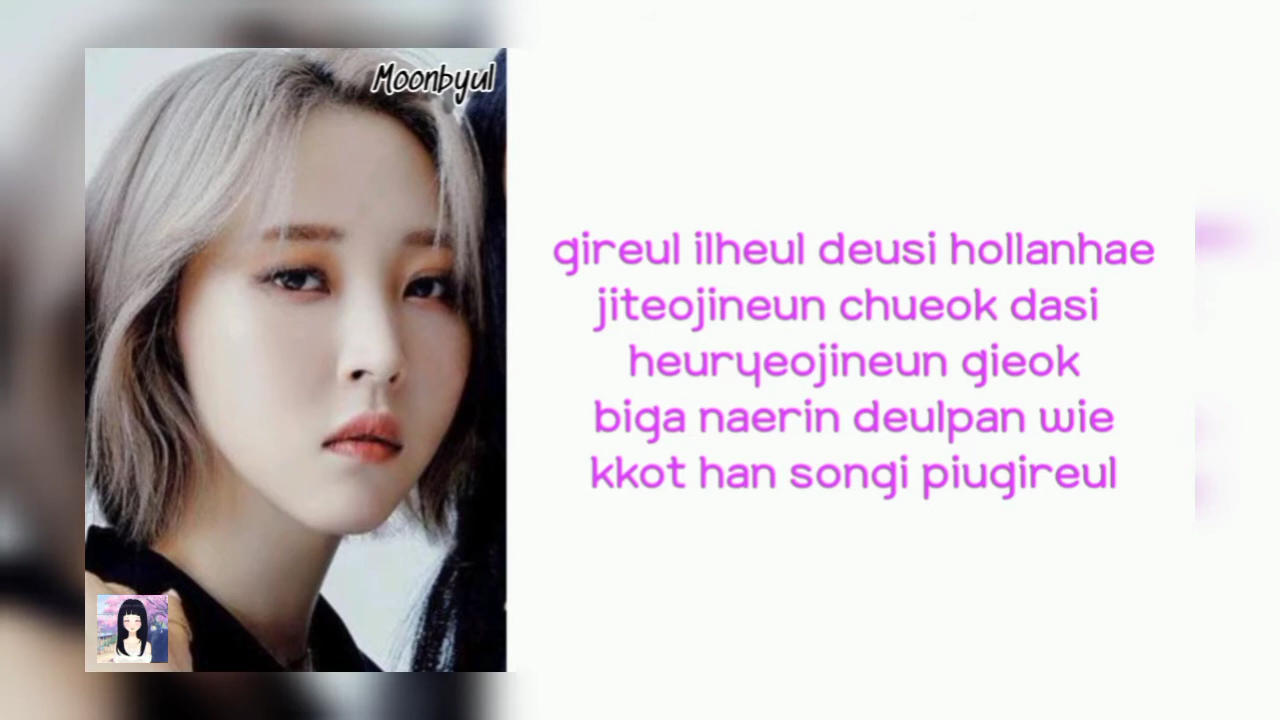 Moonbyul
gireul ilheul deusi hollanhae
jiteojineun chueok dasi
heuryeojineun gieok
biga naerin deulpan wie
kkot han songi piugireul